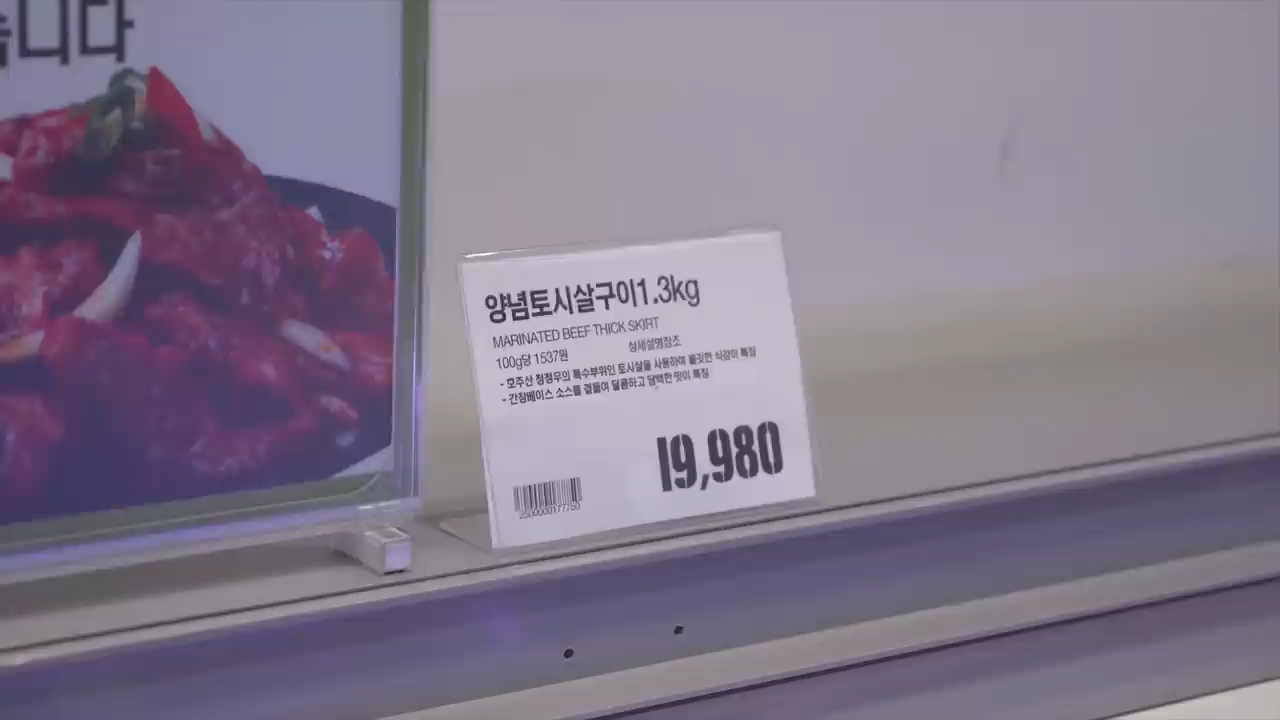 습니다
양념토시살구이1.3kg
MARINATED BEEF THICK SKIRT
100g당 1537원 상세설명참조
- 호주산 청정우의 특수부위인 토시살을 사용하여 쫄깃한 식감이 특징
- 간장베이스 소스를 곁들여 달콤하고 담백한 맛이 특징
19,980
2500000177750